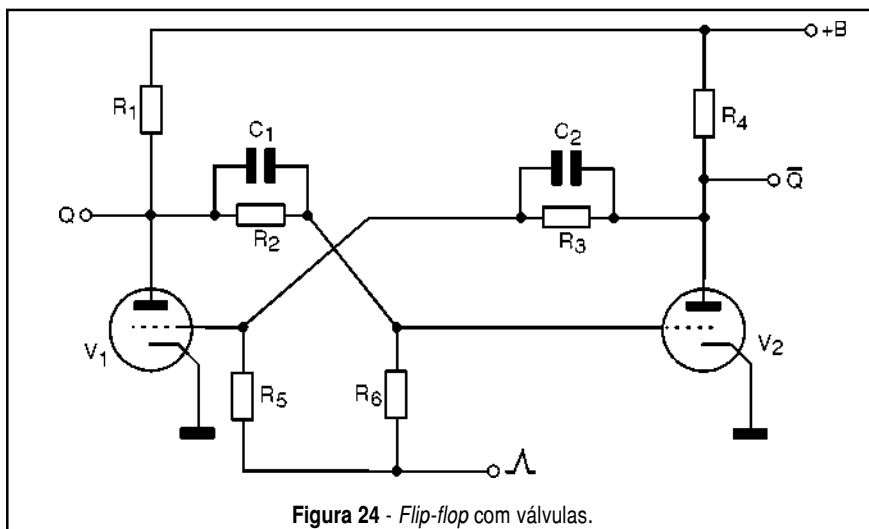 +B
R1
R4
C1
C2
Q̅
Q
R2
R3
V1
V2
R5
R6
Figura 24 - Flip-flop com válvulas.